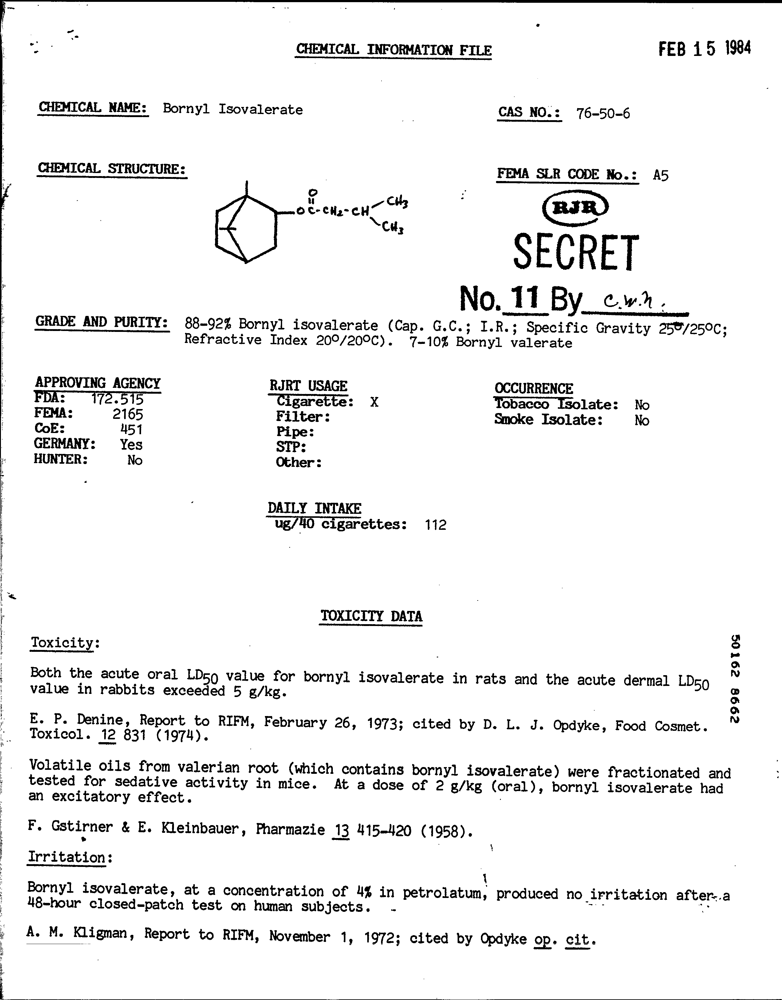 CHEMICAL INFORMATION FILE
FEB 15 1984
CHEMICAL NAME: Bornyl Isovalerate
CAS NO.: 76-50-6
CHEMICAL STRUCTURE:
FEMA SLR CODE No.: A5
O
OC-CH2-CH
CH3
CH3
RJR
SECRET
No. 11 By C.W.N.
GRADE AND PURITY: 88-92% Bornyl isovalerate (Cap. G.C.; I.R.; Specific Gravity 25º/25ºC;
Refractive Index 20º/20ºC). 7-10% Bornyl valerate
APPROVING AGENCY
FDA: 172.515
FEMA: 2165
CoE: 451
GERMANY: Yes
HUNTER: No
RJRT USAGE
Cigarette: X
Filter:
Pipe:
STP:
Other:
OCCURRENCE
Tobacco Isolate: No
Smoke Isolate: No
DAILY INTAKE
ug/40 cigarettes: 112
TOXICITY DATA
Toxicity:
Both the acute oral LD50 value for bornyl isovalerate in rats and the acute dermal LD50
value in rabbits exceeded 5 g/kg.
E. P. Denine, Report to RIFM, February 26, 1973; cited by D. L. J. Opdyke, Food Cosmet.
Toxicol. 12 831 (1974).
Volatile oils from valerian root (which contains bornyl isovalerate) were fractionated and
tested for sedative activity in mice. At a dose of 2 g/kg (oral), bornyl isovalerate had
an excitatory effect.
F. Gstirner & E. Kleinbauer, Pharmazie 13 415-420 (1958).
Irritation:
Bornyl isovalerate, at a concentration of 4% in petrolatum, produced no irritation after a
48-hour closed-patch test on human subjects.
A. M. Kligman, Report to RIFM, November 1, 1972; cited by Opdyke op. cit.
50162 8662